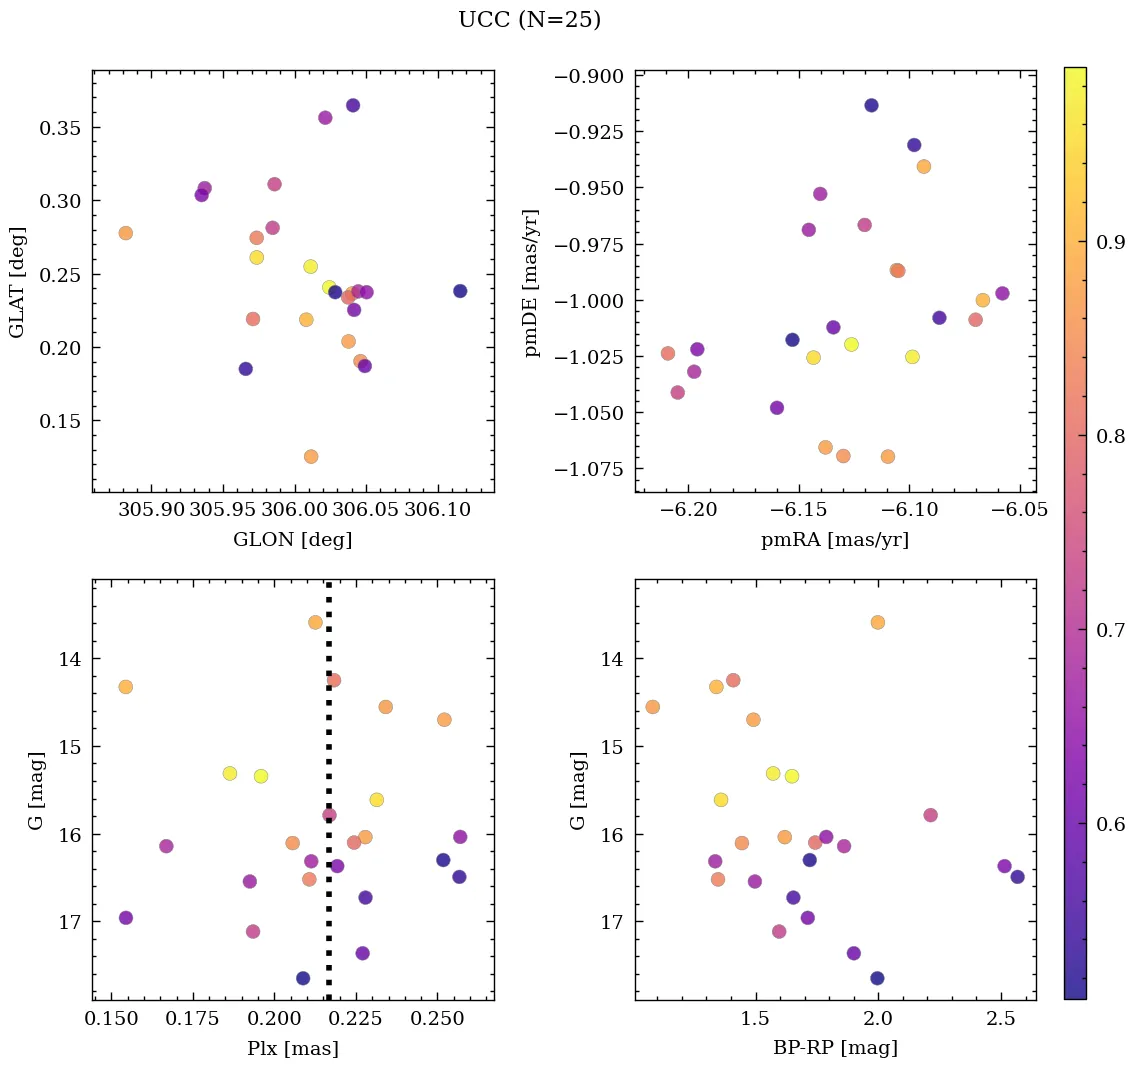 UCC (N=25)
0.35
0.30
0.25
0.20
0.15
GLAT [deg]
305.90 305.95 306.00 306.05 306.10
GLON [deg]
−0.900
−0.925
−0.950
−0.975
−1.000
−1.025
−1.050
−1.075
pmDE [mas/yr]
−6.20 −6.15 −6.10 −6.05
pmRA [mas/yr]
14
15
16
17
G [mag]
0.150 0.175 0.200 0.225 0.250
Plx [mas]
14
15
16
17
G [mag]
1.5 2.0 2.5
BP-RP [mag]
0.9
0.8
0.7
0.6